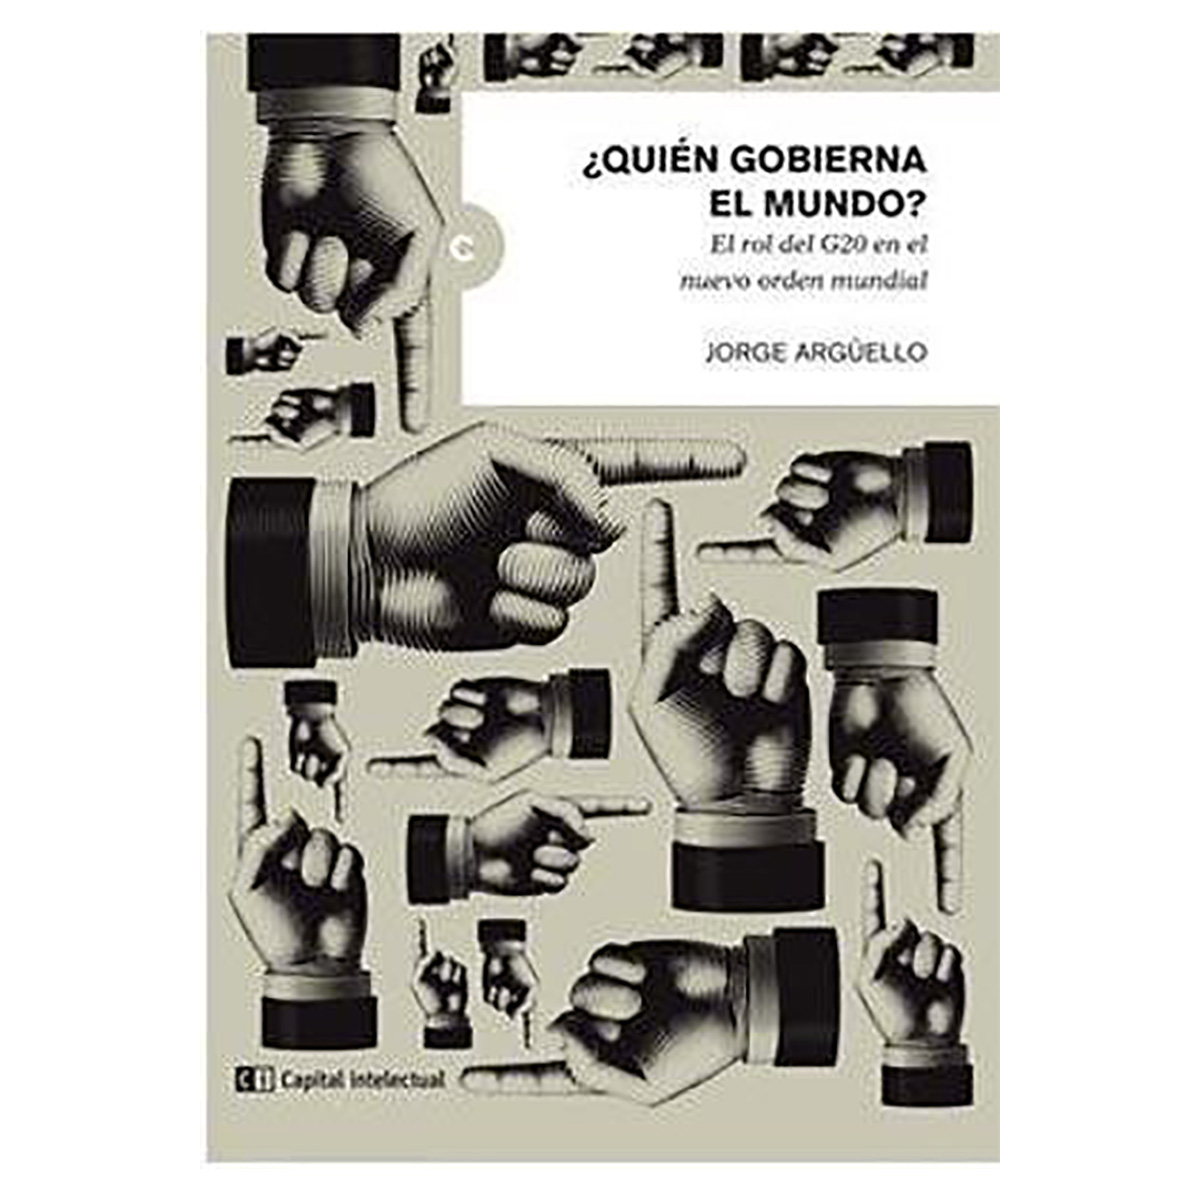 ¿QUIÉN GOBIERNA
EL MUNDO?
El rol del G20 en el
nuevo orden mundial
JORGE ARGÜELLO
CI Capital intelectual